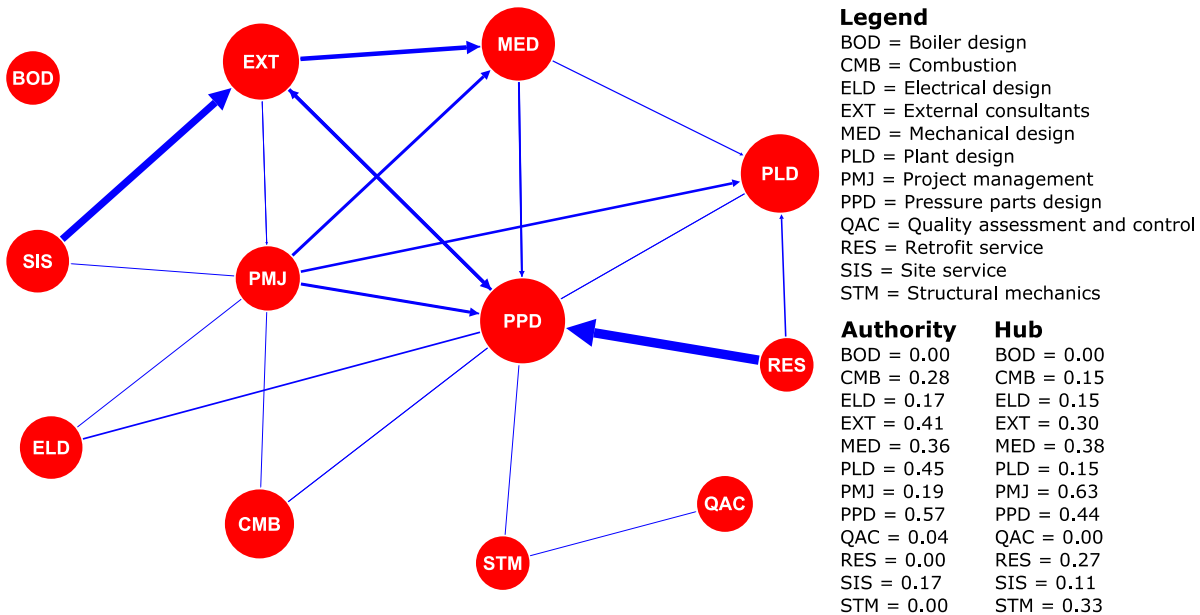 BOD
EXT
MED
PLD
SIS
PMJ
PPD
RES
ELD
CMB
STM
QAC
Legend
BOD = Boiler design
CMB = Combustion
ELD = Electrical design
EXT = External consultants
MED = Mechanical design
PLD = Plant design
PMJ = Project management
PPD = Pressure parts design
QAC = Quality assessment and control
RES = Retrofit service
SIS = Site service
STM = Structural mechanics
Authority
BOD = 0.00
CMB = 0.28
ELD = 0.17
EXT = 0.41
MED = 0.36
PLD = 0.45
PMJ = 0.19
PPD = 0.57
QAC = 0.04
RES = 0.00
SIS = 0.17
STM = 0.00
Hub
BOD = 0.00
CMB = 0.15
ELD = 0.15
EXT = 0.30
MED = 0.38
PLD = 0.15
PMJ = 0.63
PPD = 0.44
QAC = 0.00
RES = 0.27
SIS = 0.11
STM = 0.33